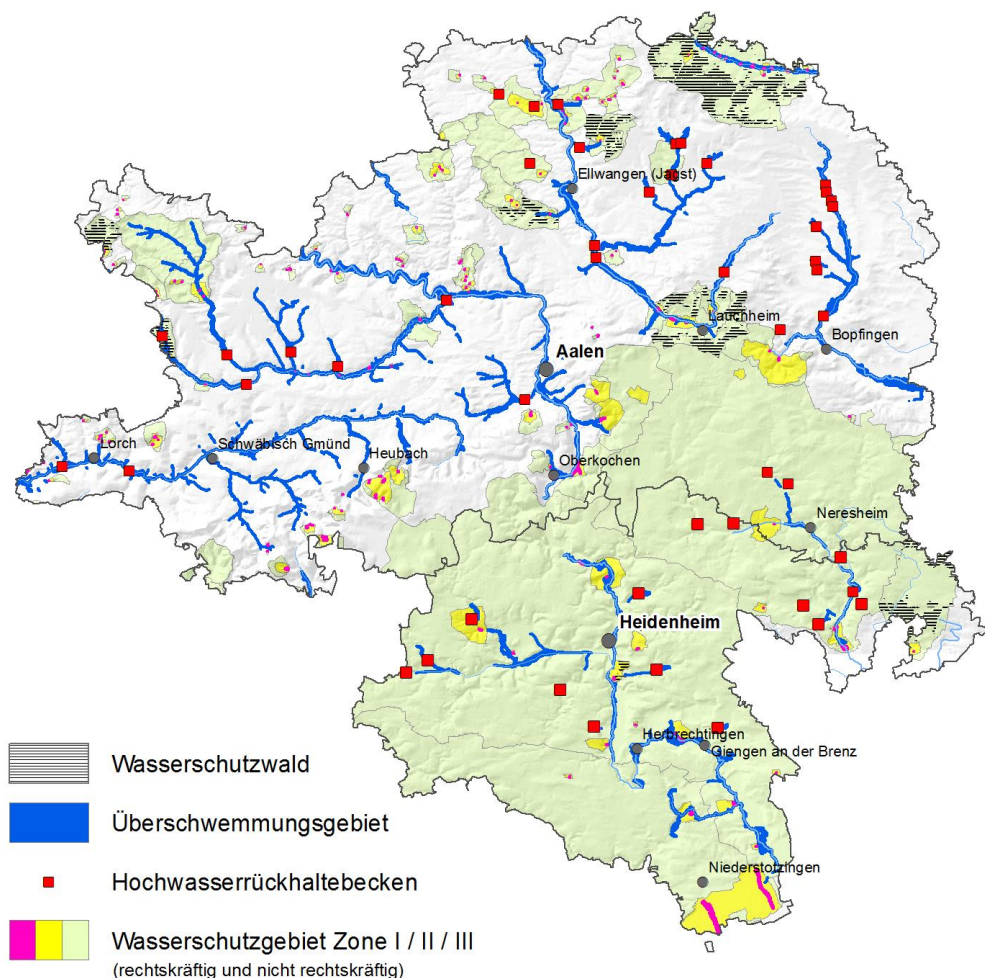 Ellwangen (Jagst)
Lauchheim
Bopfingen
Aalen
Lorch
Schwäbisch Gmünd
Heubach
Oberkochen
Neresheim
Heidenheim
Herbrechtingen
Giengen an der Brenz
Niederstotzingen
Wasserschutzwald
Überschwemmungsgebiet
Hochwasserrückhaltebecken
Wasserschutzgebiet Zone I / II / III
(rechtskräftig und nicht rechtskräftig)